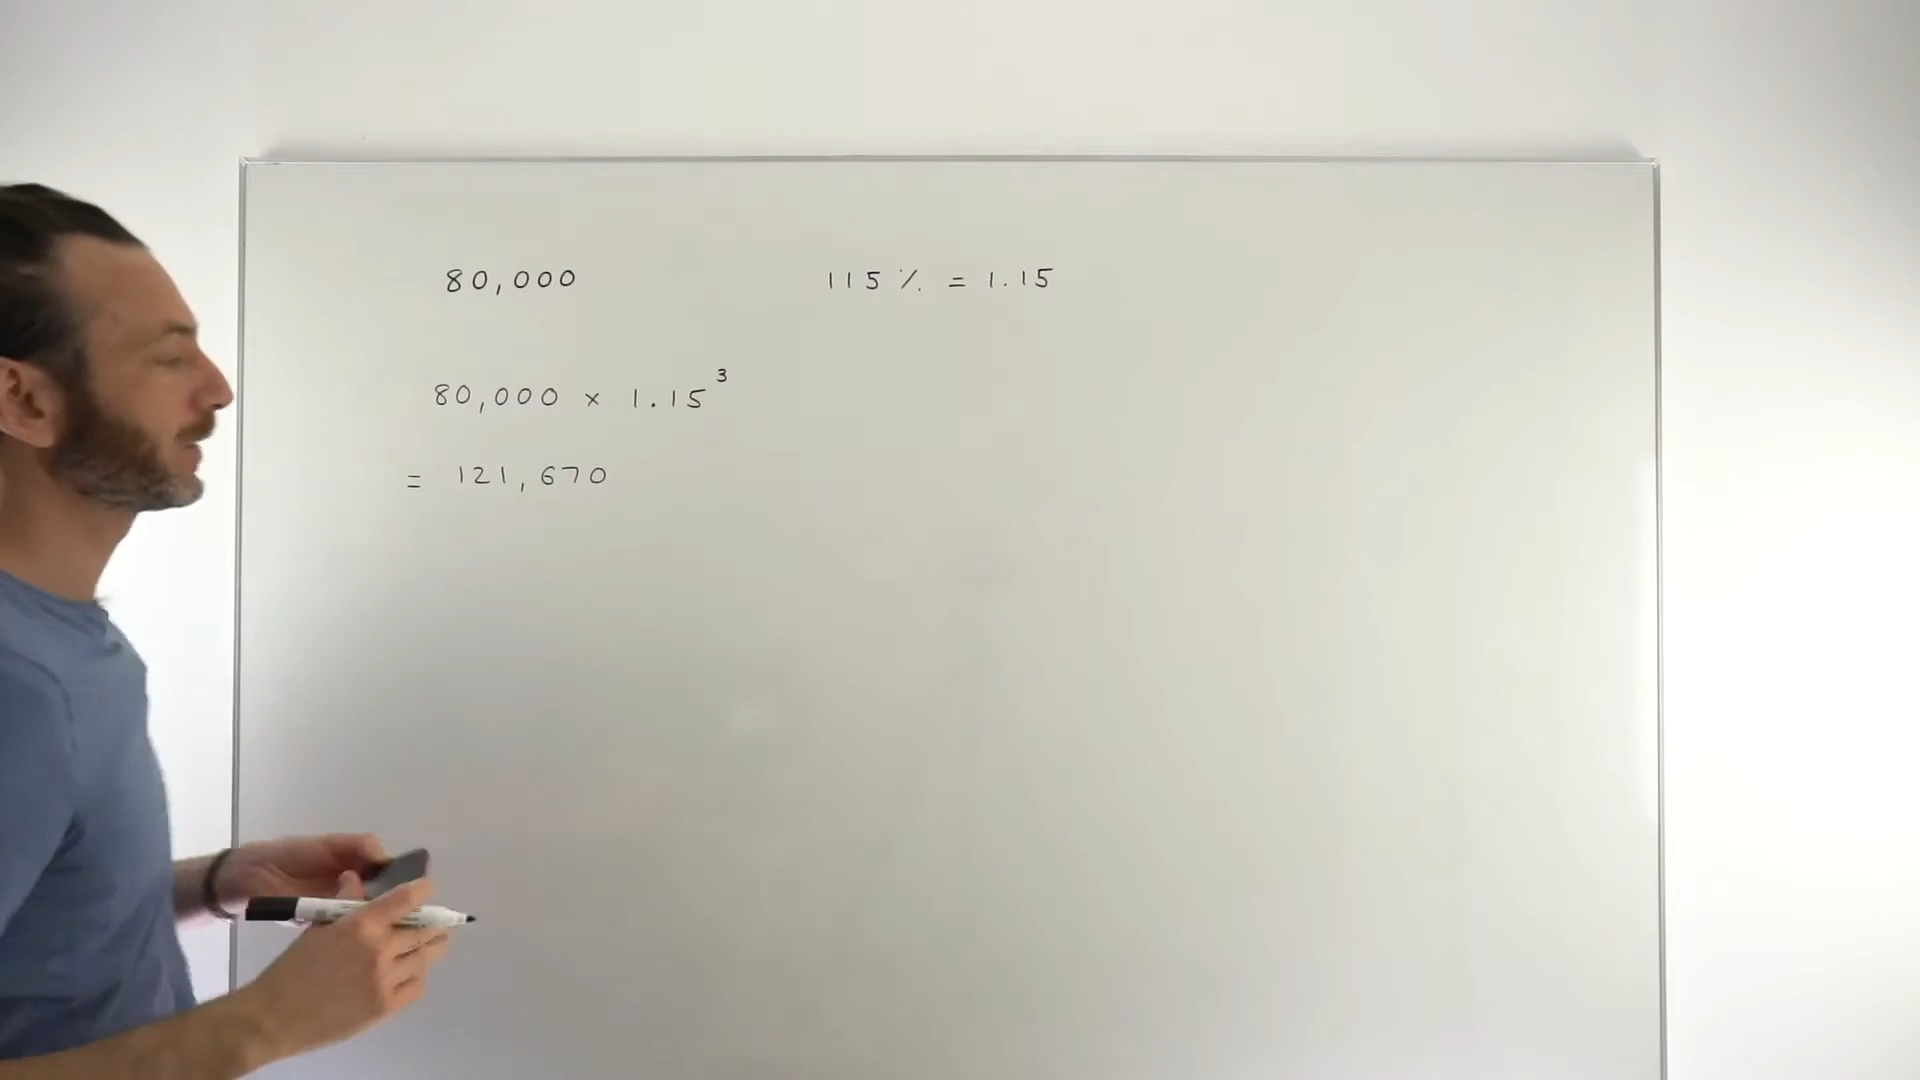 80,000
115% = 1.15
80,000 × 1.15³
= 121,670